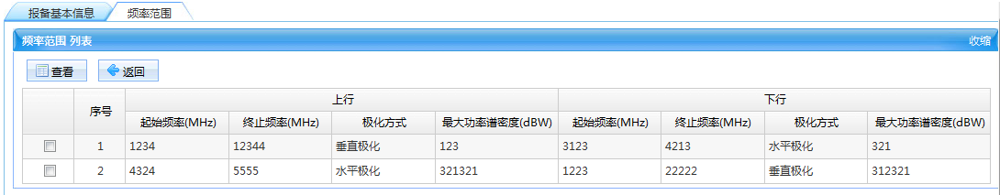 报备基本信息 频率范围
频率范围 列表 收缩
查看 返回
序号 上行 下行
起始频率(MHz) 终止频率(MHz) 极化方式 最大功率谱密度(dBW) 起始频率(MHz) 终止频率(MHz) 极化方式 最大功率谱密度(dBW)
1 1234 12344 垂直极化 123 3123 4213 水平极化 321
2 4324 5555 水平极化 321321 1223 22222 垂直极化 312321